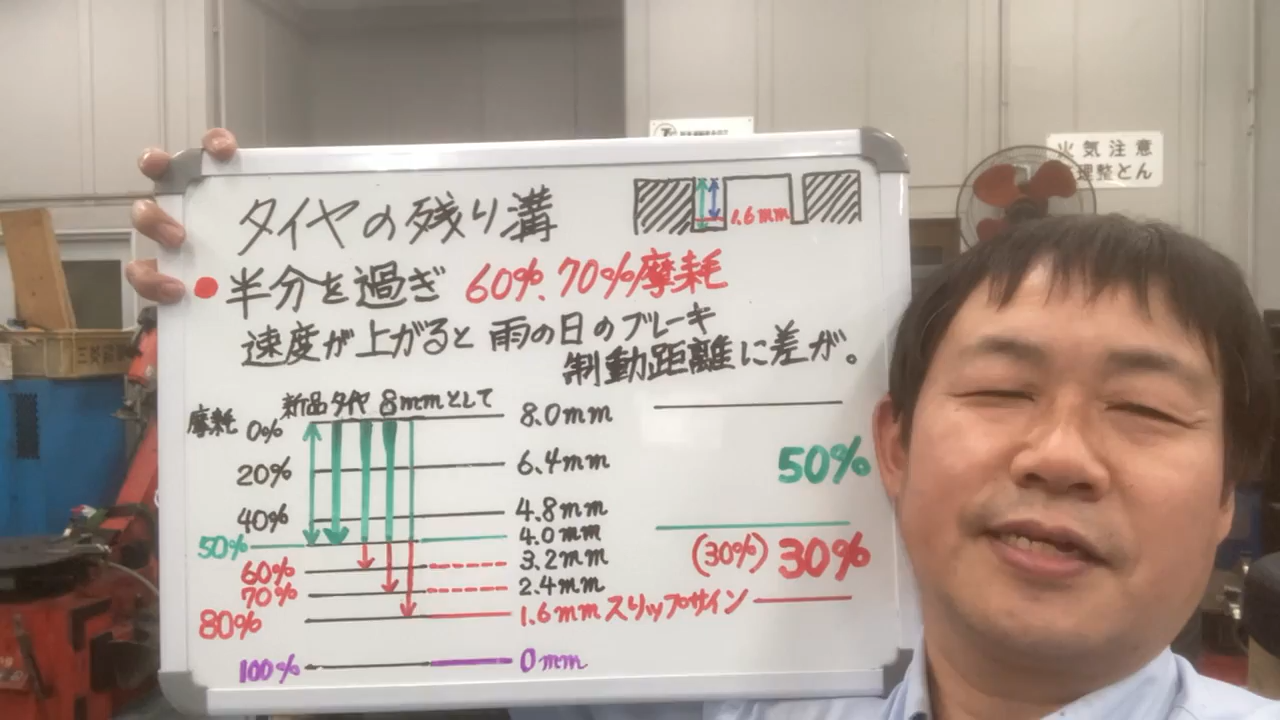 タイヤの残り溝
1.6mm
●半分を過ぎ 60%、70%摩耗
速度が上がると 雨の日のブレーキ
制動距離に差が。
新品タイヤ 8mmとして
摩耗 0% 8.0mm
20% 6.4mm
40% 4.8mm
50% 4.0mm
60% 3.2mm
70% 2.4mm
80% 1.6mm スリップサイン
100% 0mm
50%
(30%) 30%
火気注意
理整とん